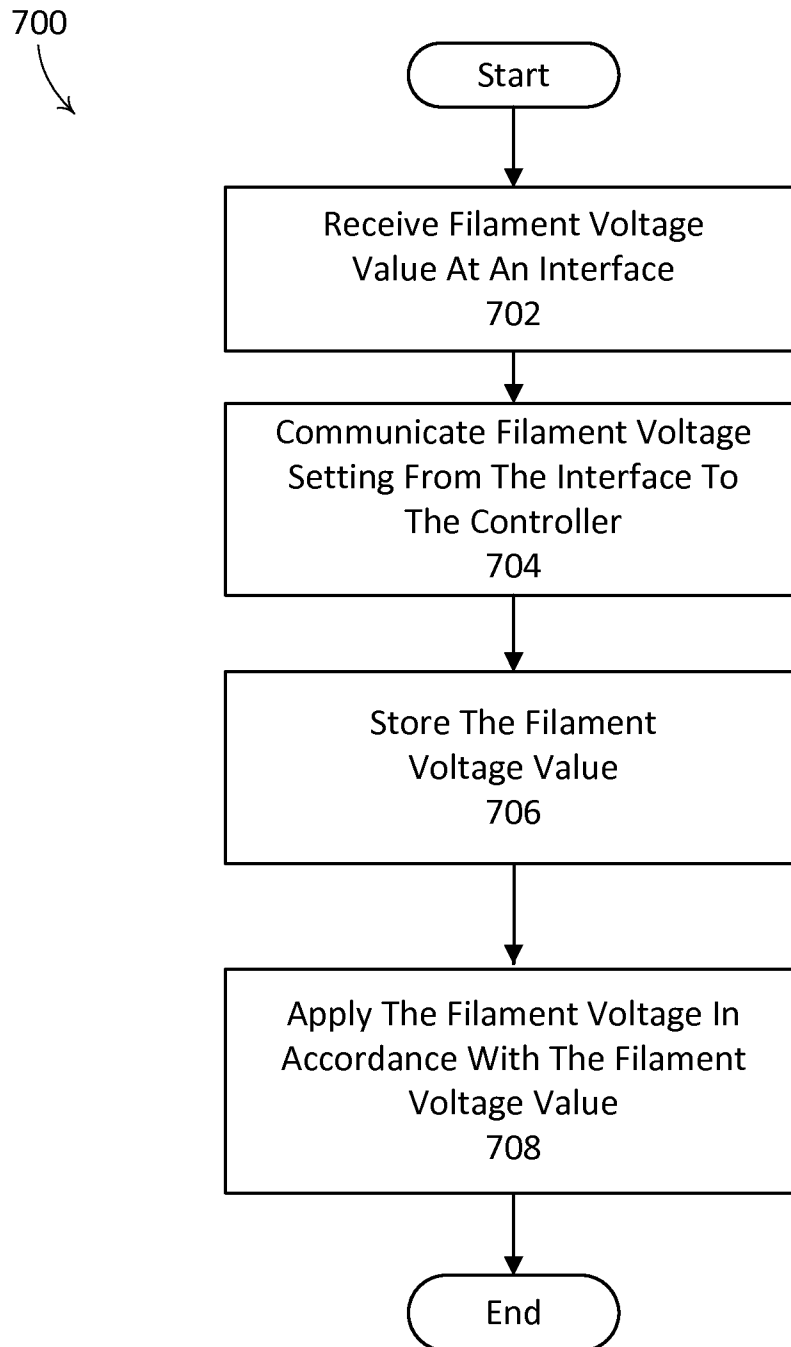 700
Start
Receive Filament Voltage
Value At An Interface
702
Communicate Filament Voltage
Setting From The Interface To
The Controller
704
Store The Filament
Voltage Value
706
Apply The Filament Voltage In
Accordance With The Filament
Voltage Value
708
End